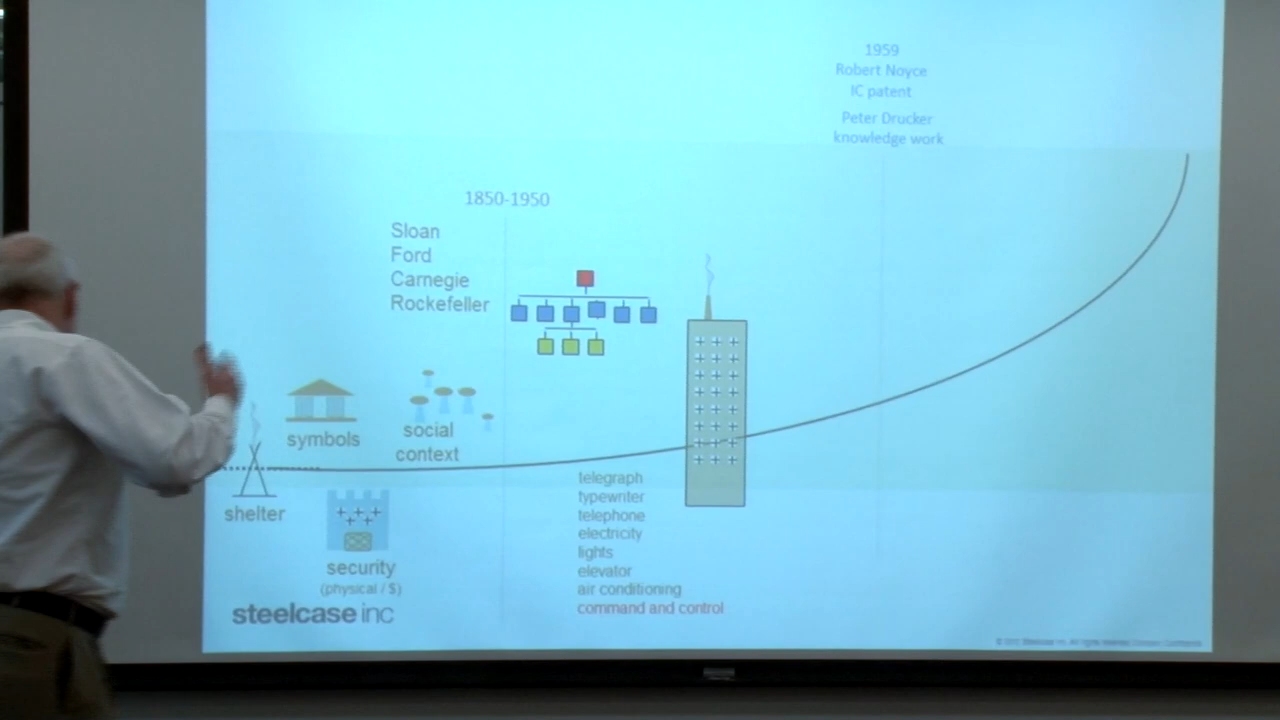 1959
Robert Noyce
IC patent
Peter Drucker
knowledge work
1850-1950
Sloan
Ford
Carnegie
Rockefeller
symbols
social
context
shelter
security
(physical / $)
telegraph
typewriter
telephone
electricity
lights
elevator
air conditioning
command and control
steelcase inc